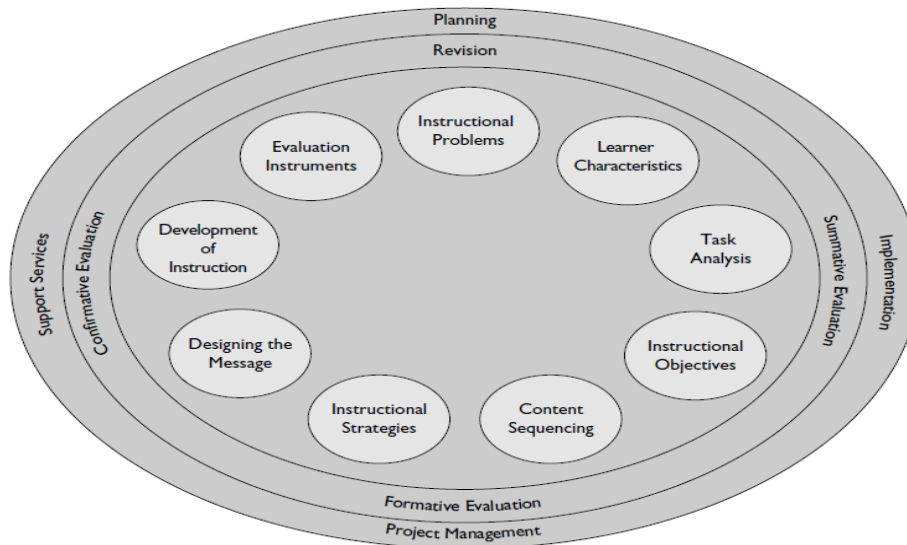 Planning
Revision
Instructional
Problems
Learner
Characteristics
Task
Analysis
Instructional
Objectives
Content
Sequencing
Instructional
Strategies
Designing the
Message
Development
of
Instruction
Evaluation
Instruments
Support Services
Confirmative Evaluation
Summative Evaluation
Implementation
Formative Evaluation
Project Management